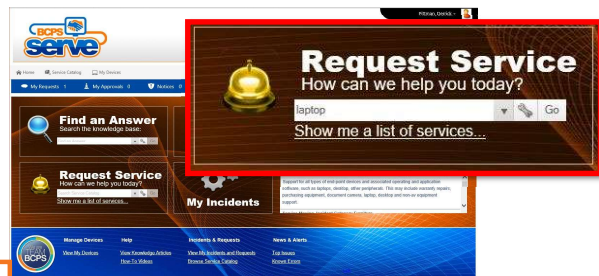 Pittman, Derrick
BCPS
Serve
Home Service Catalog My Devices
My Requests 1 My Approvals 0 Notices 0
Find an Answer
Search the knowledge base:
Go
Request Service
How can we help you today?
Search Service Catalog Go
Show me a list of services...
My Incidents
Support for all types of end-point devices and associated operating and application
software, such as laptops, desktop, other peripherals. This may include warranty repairs,
purchasing equipment, document camera, laptop, desktop and non-ex equipment
support
Request Service
How can we help you today?
laptop Go
Show me a list of services...
BCPS
Manage Devices Help Incidents & Requests News & Alerts
View My Devices View Knowledge Articles View My Incidents and Requests Top Issues
How-To Videos Browse Service Catalog Known Errors